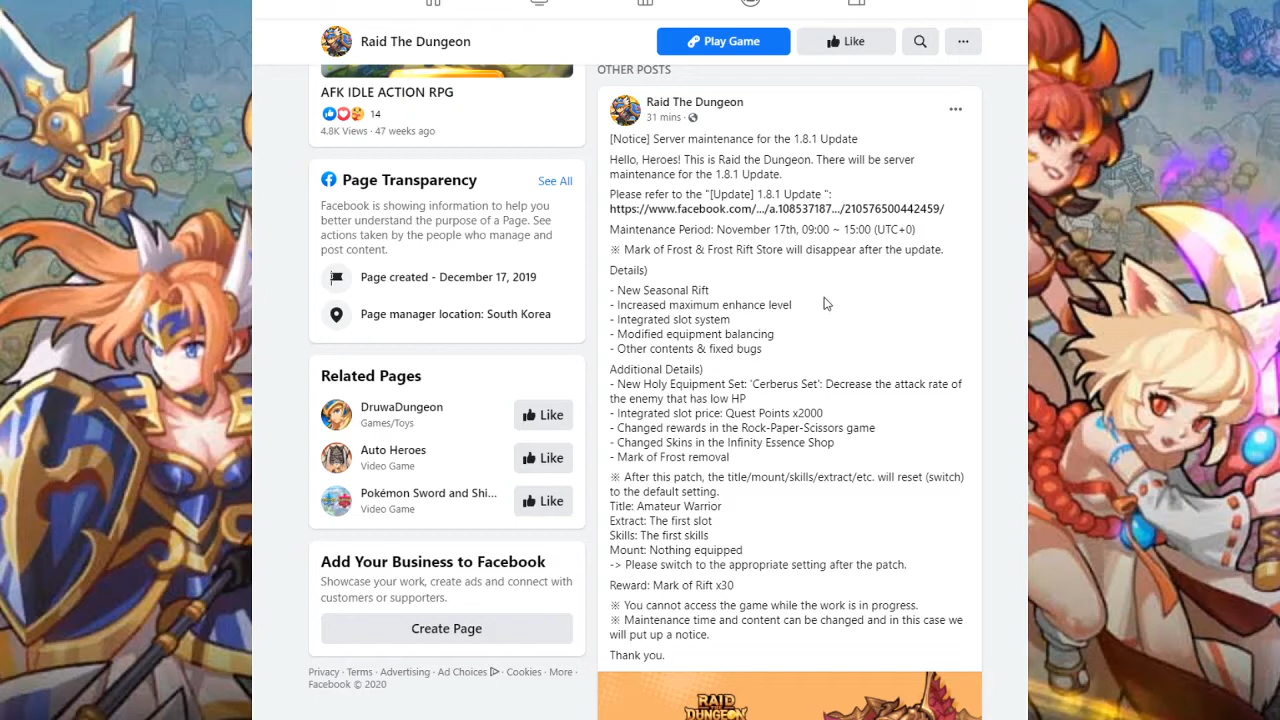 Raid The Dungeon
Play Game
Like
AFK IDLE ACTION RPG
14
4.8K Views · 47 weeks ago
Page Transparency
See All
Facebook is showing information to help you
better understand the purpose of a Page. See
actions taken by the people who manage and
post content.
Page created - December 17, 2019
Page manager location: South Korea
Related Pages
DruwaDungeon
Games/Toys
Like
Auto Heroes
Video Game
Like
Pokémon Sword and Shi...
Video Game
Like
Add Your Business to Facebook
Showcase your work, create ads and connect with
customers or supporters.
Create Page
Privacy · Terms · Advertising · Ad Choices · Cookies · More ·
Facebook © 2020
OTHER POSTS
Raid The Dungeon
31 mins ·
[Notice] Server maintenance for the 1.8.1 Update
Hello, Heroes! This is Raid the Dungeon. There will be server
maintenance for the 1.8.1 Update.
Please refer to the "[Update] 1.8.1 Update ":
https://www.facebook.com/.../a.108537187.../210576500442459/
Maintenance Period: November 17th, 09:00 ~ 15:00 (UTC+0)
※ Mark of Frost & Frost Rift Store will disappear after the update.
Details)
- New Seasonal Rift
- Increased maximum enhance level
- Integrated slot system
- Modified equipment balancing
- Other contents & fixed bugs
Additional Details)
- New Holy Equipment Set: 'Cerberus Set': Decrease the attack rate of
the enemy that has low HP
- Integrated slot price: Quest Points x2000
- Changed rewards in the Rock-Paper-Scissors game
- Changed Skins in the Infinity Essence Shop
- Mark of Frost removal
※ After this patch, the title/mount/skills/extract/etc. will reset (switch)
to the default setting.
Title: Amateur Warrior
Extract: The first slot
Skills: The first skills
Mount: Nothing equipped
-> Please switch to the appropriate setting after the patch.
Reward: Mark of Rift x30
※ You cannot access the game while the work is in progress.
※ Maintenance time and content can be changed and in this case we
will put up a notice.
Thank you.
RAID
THE
DUNGEON